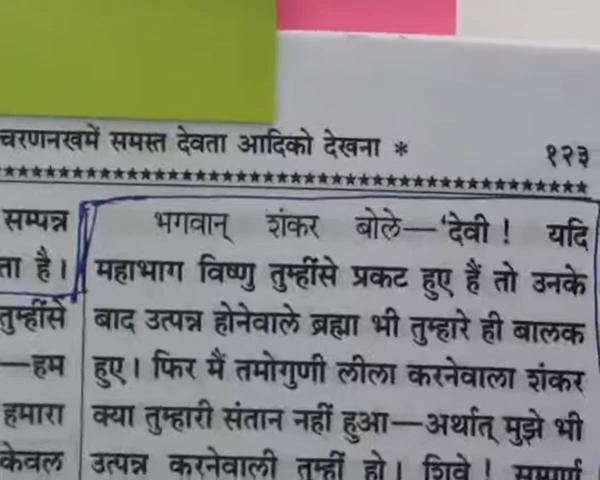 चरणनखमें समस्त देवता आदिको देखना * १२३
*****************************************
सम्पन्न
ता है।
तुम्हींसे
—हम
हमारा
केवल
भगवान् शंकर बोले—'देवी! यदि
महाभाग विष्णु तुम्हींसे प्रकट हुए हैं तो उनके
बाद उत्पन्न होनेवाले ब्रह्मा भी तुम्हारे ही बालक
हुए। फिर मैं तमोगुणी लीला करनेवाला शंकर
क्या तुम्हारी संतान नहीं हुआ—अर्थात् मुझे भी
उत्पन्न करनेवाली तुम्हीं हो। शिवे! सम्पूर्ण